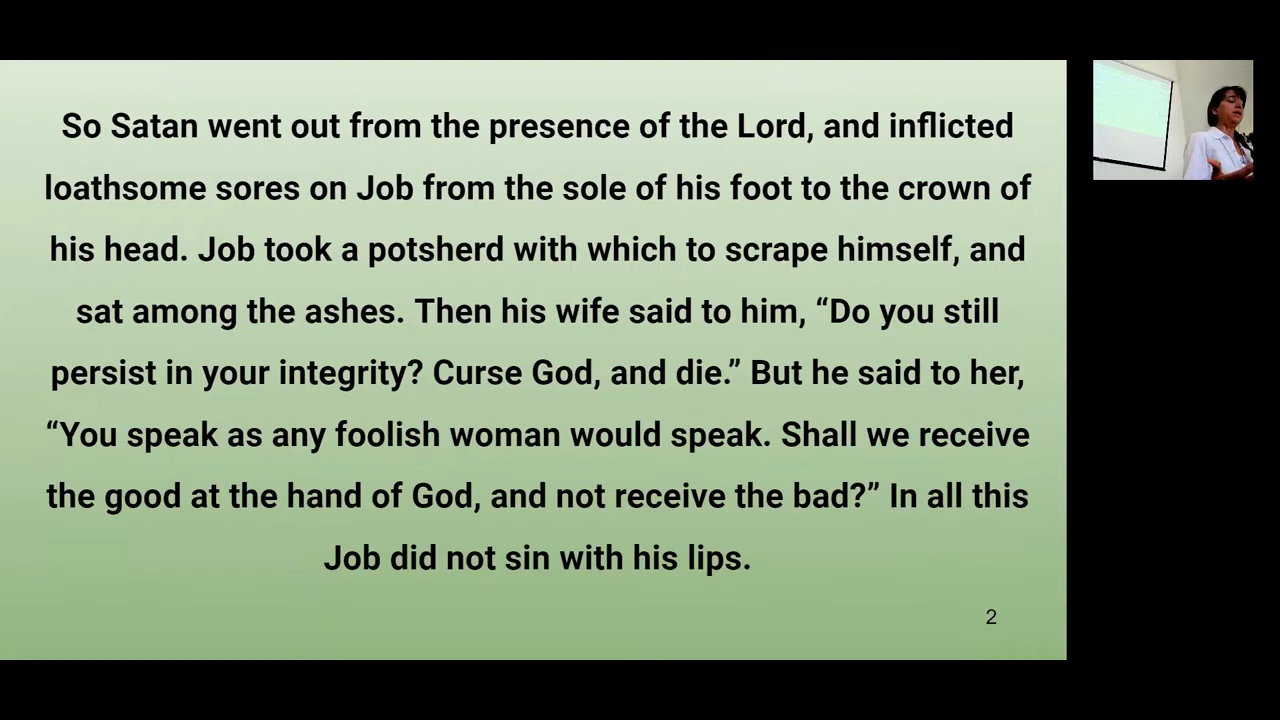 So Satan went out from the presence of the Lord, and inflicted
loathsome sores on Job from the sole of his foot to the crown of
his head. Job took a potsherd with which to scrape himself, and
sat among the ashes. Then his wife said to him, “Do you still
persist in your integrity? Curse God, and die.” But he said to her,
“You speak as any foolish woman would speak. Shall we receive
the good at the hand of God, and not receive the bad?” In all this
Job did not sin with his lips.
2